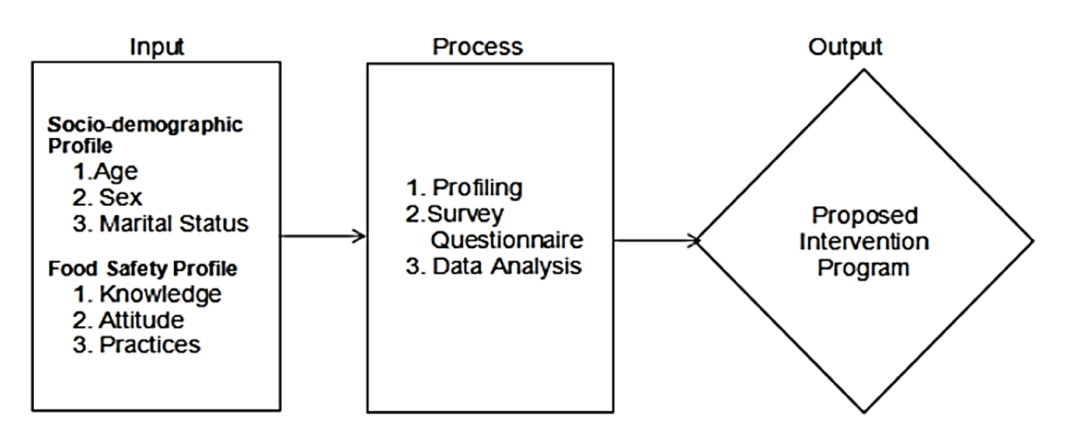 Input
Socio-demographic
Profile
1.Age
2. Sex
3. Marital Status
Food Safety Profile
1. Knowledge
2. Attitude
3. Practices
Process
1. Profiling
2.Survey
Questionnaire
3. Data Analysis
Output
Proposed
Intervention
Program